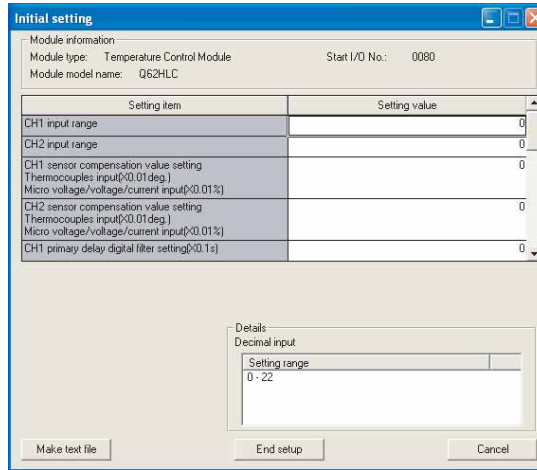 Initial setting
Module information
Module type: Temperature Control Module Start I/O No.: 0080
Module model name: Q62HLC
Setting item Setting value
CH1 input range 0
CH2 input range 0
CH1 sensor compensation value setting 0
Thermocouples input(X0.01deg.)
Micro voltage/voltage/current input(X0.01%)
CH2 sensor compensation value setting 0
Thermocouples input(X0.01deg.)
Micro voltage/voltage/current input(X0.01%)
CH1 primary delay digital filter setting(X0.1s) 0
Details
Decimal input
Setting range
0 - 22
Make text file End setup Cancel